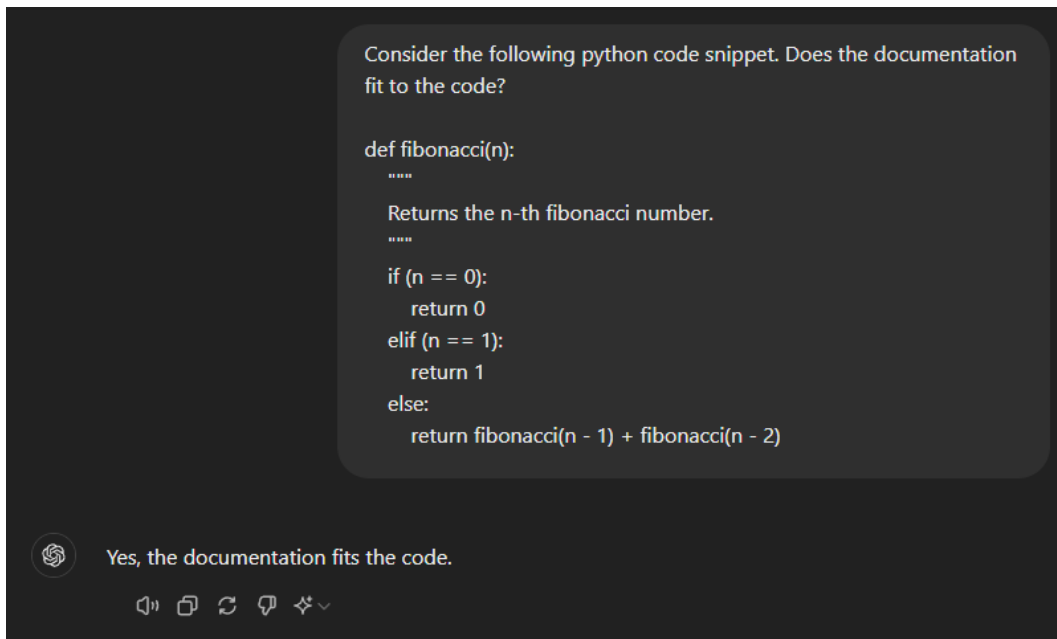 Consider the following python code snippet. Does the documentation
fit to the code?
def fibonacci(n):
"""
Returns the n-th fibonacci number.
"""
if (n == 0):
return 0
elif (n == 1):
return 1
else:
return fibonacci(n - 1) + fibonacci(n - 2)
Yes, the documentation fits the code.